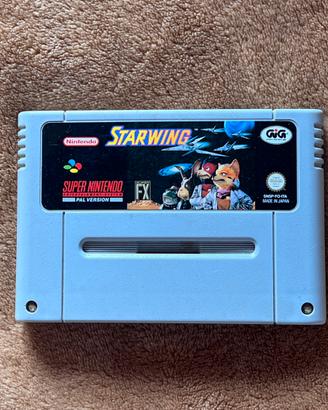 Nintendo
STARWING
GIG
SUPER NINTENDO
ENTERTAINMENT SYSTEM
PAL VERSION
FX
SNSP-FO-ITA
MADE IN JAPAN